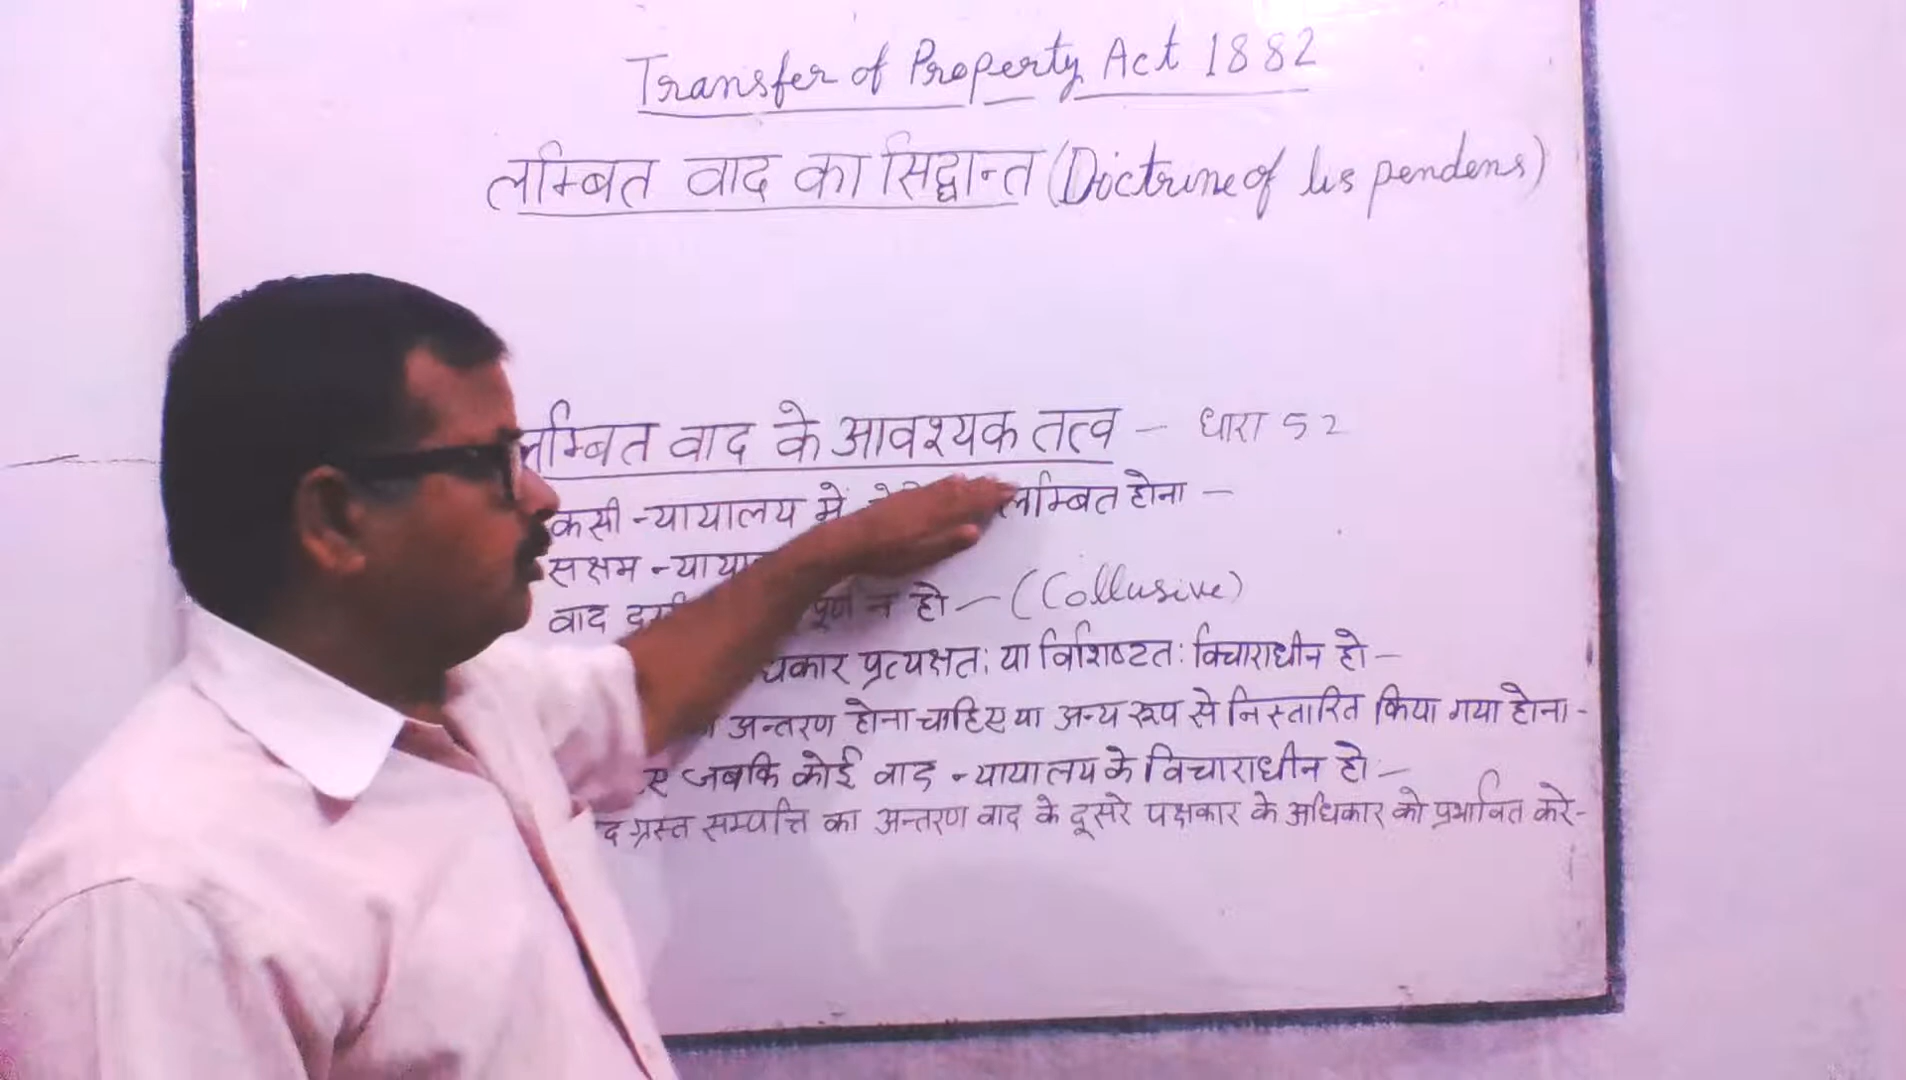 Transfer of Property Act 1882
लम्बित वाद का सिद्धान्त (Doctrine of lis pendens)
लम्बित वाद के आवश्यक तत्व - धारा 52
न्यायालय में लम्बित होना -
सक्षम
वाद न हो - (Collusive)
प्रत्यक्षतः या विशिष्टतः विचाराधीन हो -
अन्तरण होना चाहिए या अन्य रूप से निस्तारित किया गया होना -
जबकि कोई वाद न्यायालय के विचाराधीन हो -
ग्रस्त सम्पत्ति का अन्तरण वाद के दूसरे पक्षकार के अधिकार को प्रभावित करे -